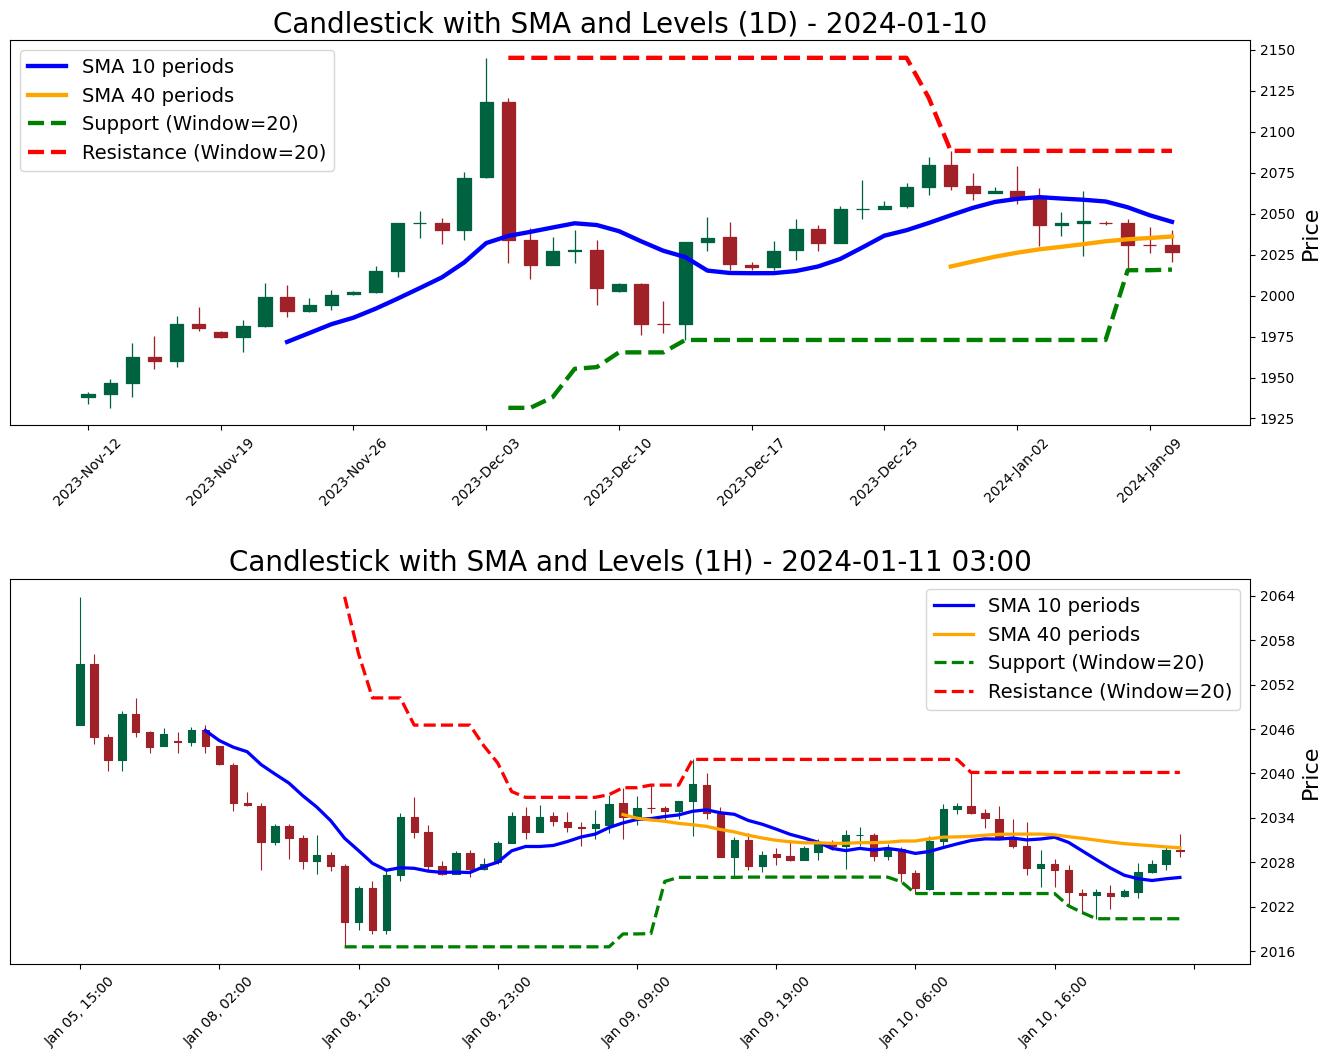 Candlestick with SMA and Levels (1D) - 2024-01-10
SMA 10 periods
SMA 40 periods
Support (Window=20)
Resistance (Window=20)
2150
2125
2100
2075
2050
2025
2000
1975
1950
1925
Price
2023-Nov-12
2023-Nov-19
2023-Nov-26
2023-Dec-03
2023-Dec-10
2023-Dec-17
2023-Dec-25
2024-Jan-02
2024-Jan-09
Candlestick with SMA and Levels (1H) - 2024-01-11 03:00
SMA 10 periods
SMA 40 periods
Support (Window=20)
Resistance (Window=20)
2064
2058
2052
2046
2040
2034
2028
2022
2016
Price
Jan 05, 15:00
Jan 08, 02:00
Jan 08, 12:00
Jan 08, 23:00
Jan 09, 09:00
Jan 09, 19:00
Jan 10, 06:00
Jan 10, 16:00